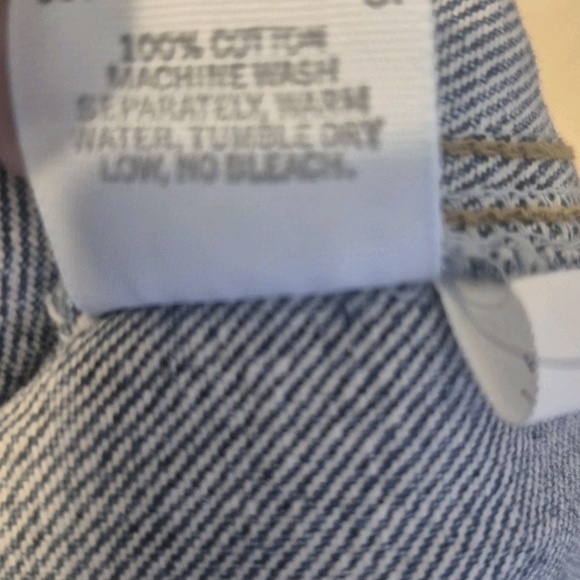 100% COTTON
MACHINE WASH
SEPARATELY, WARM
WATER, TUMBLE DRY
LOW, NO BLEACH.